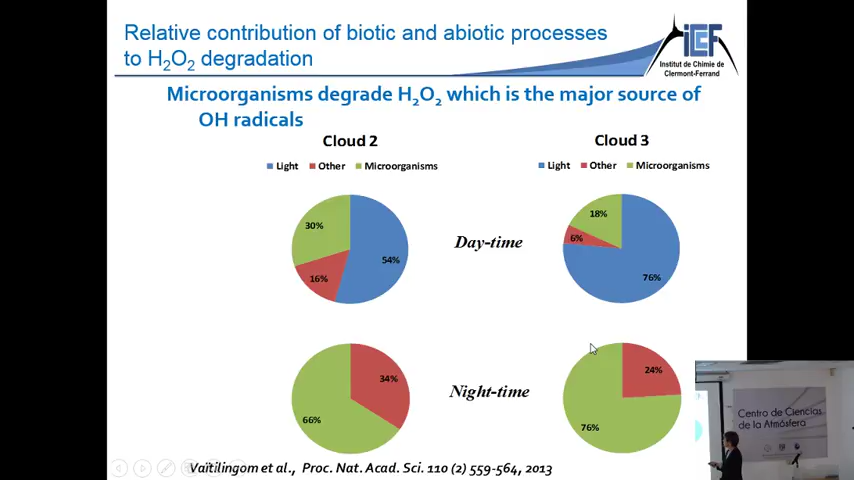 Relative contribution of biotic and abiotic processes
to H₂O₂ degradation
iCCF
Institut de Chimie de
Clermont-Ferrand
Microorganisms degrade H₂O₂ which is the major source of
OH radicals
Cloud 2
Cloud 3
Light Other Microorganisms
Light Other Microorganisms
30%
54%
16%
Day-time
18%
6%
76%
34%
66%
Night-time
24%
76%
Centro de Ciencias
de la Atmósfera
Vaïtilingom et al., Proc. Nat. Acad. Sci. 110 (2) 559-564, 2013